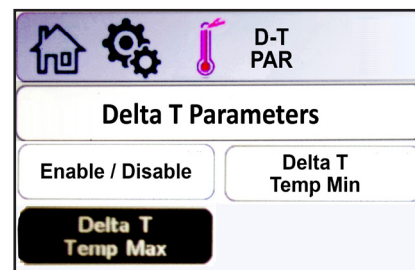 D-T
PAR
Delta T Parameters
Enable / Disable
Delta T
Temp Min
Delta T
Temp Max